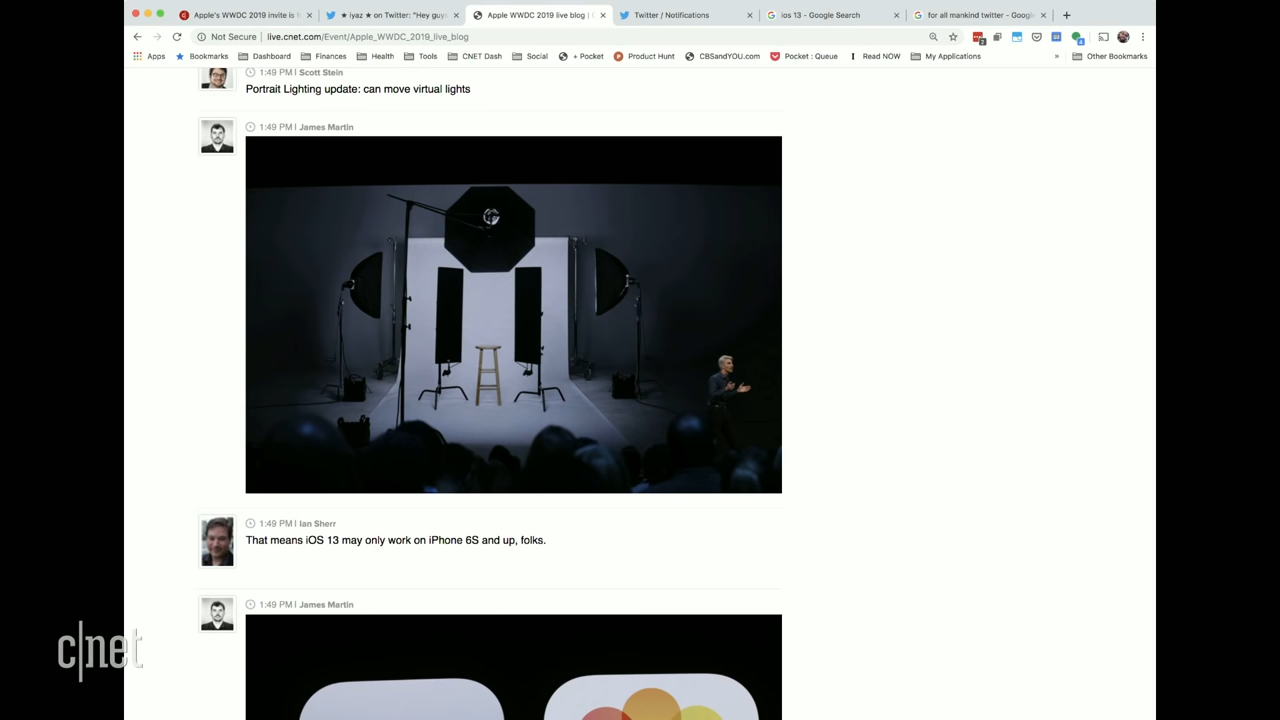 Apple's WWDC 2019 invite is f
★ iyaz ★ on Twitter: "Hey guys
Apple WWDC 2019 live blog | C
Twitter / Notifications
ios 13 - Google Search
for all mankind twitter - Google
Not Secure | live.cnet.com/Event/Apple_WWDC_2019_live_blog
Apps
Bookmarks
Dashboard
Finances
Health
Tools
CNET Dash
Social
+ Pocket
Product Hunt
CBSandYOU.com
Pocket : Queue
Read NOW
My Applications
»
Other Bookmarks
1:49 PM | Scott Stein
Portrait Lighting update: can move virtual lights
1:49 PM | James Martin
1:49 PM | Ian Sherr
That means iOS 13 may only work on iPhone 6S and up, folks.
1:49 PM | James Martin
c|net